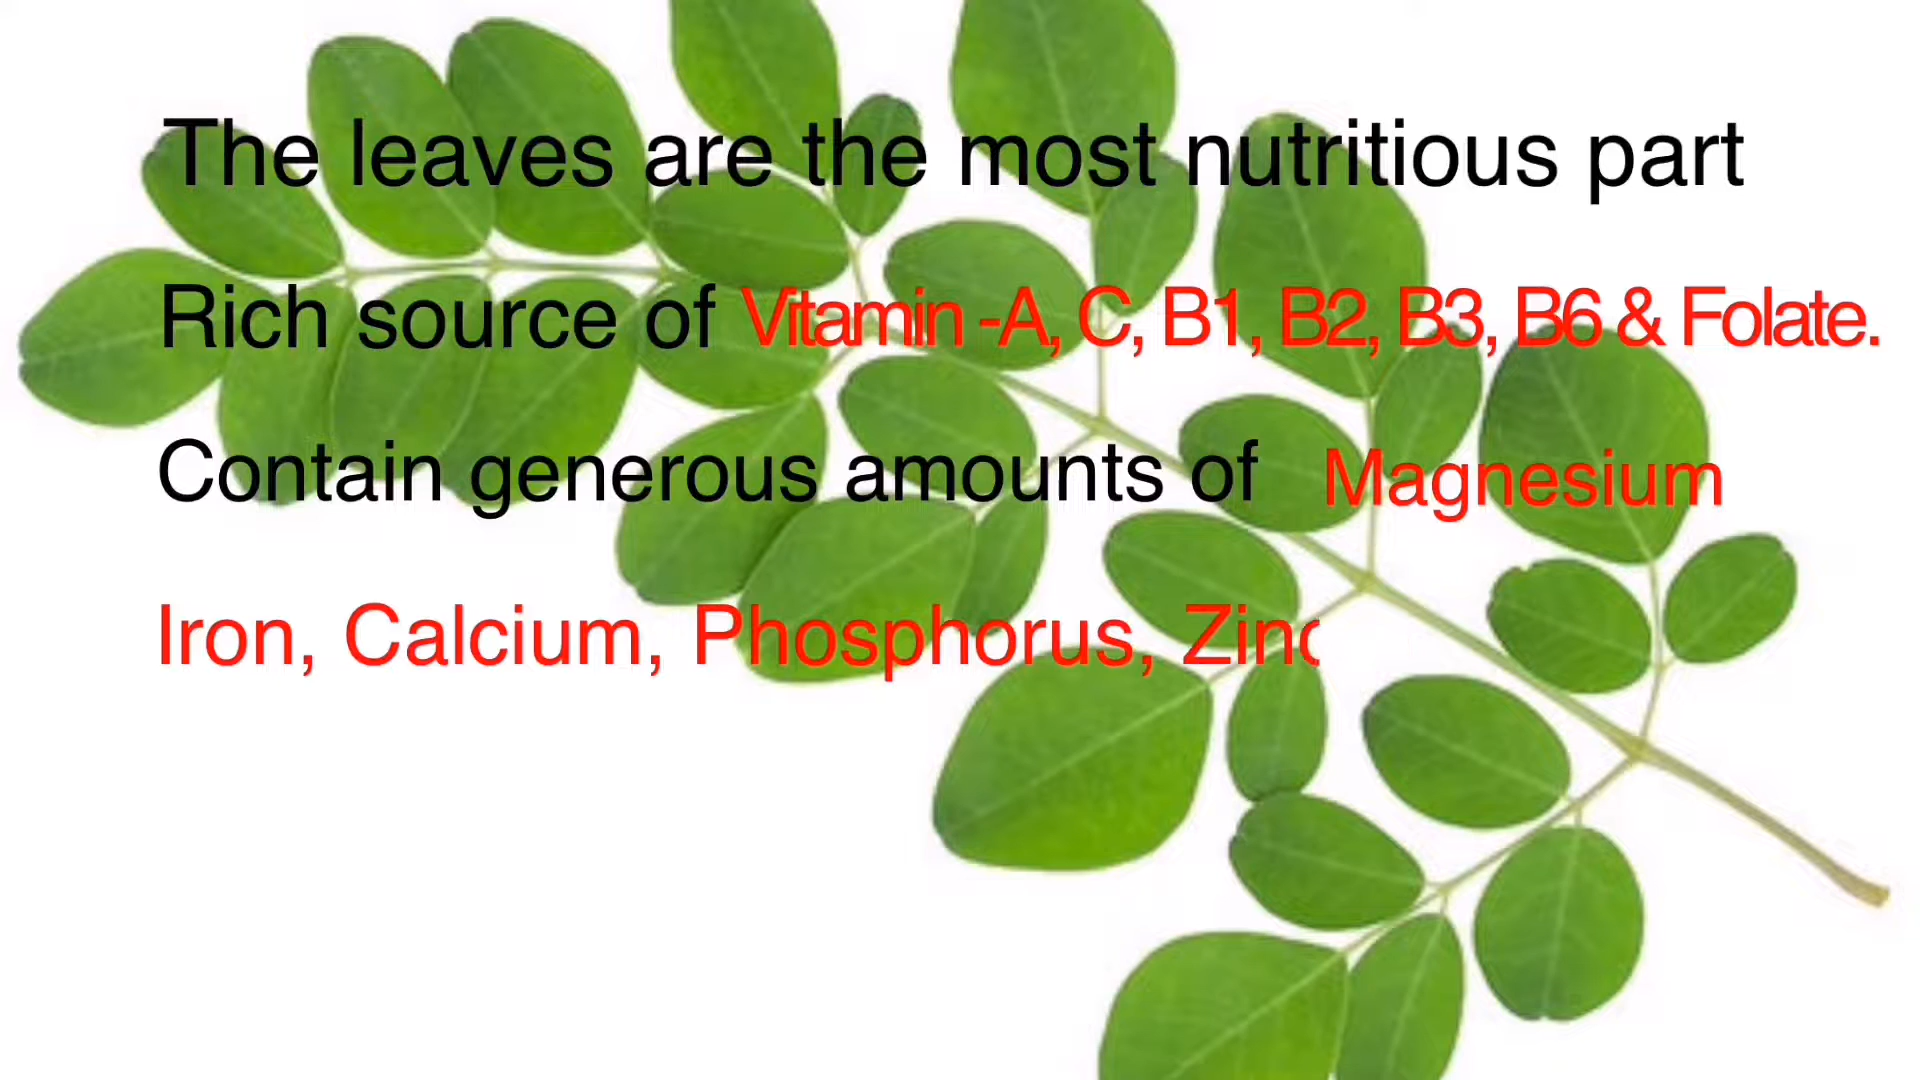 The leaves are the most nutritious part
Rich source of Vitamin -A, C, B1, B2, B3, B6 & Folate.
Contain generous amounts of Magnesium
Iron, Calcium, Phosphorus, Zinc